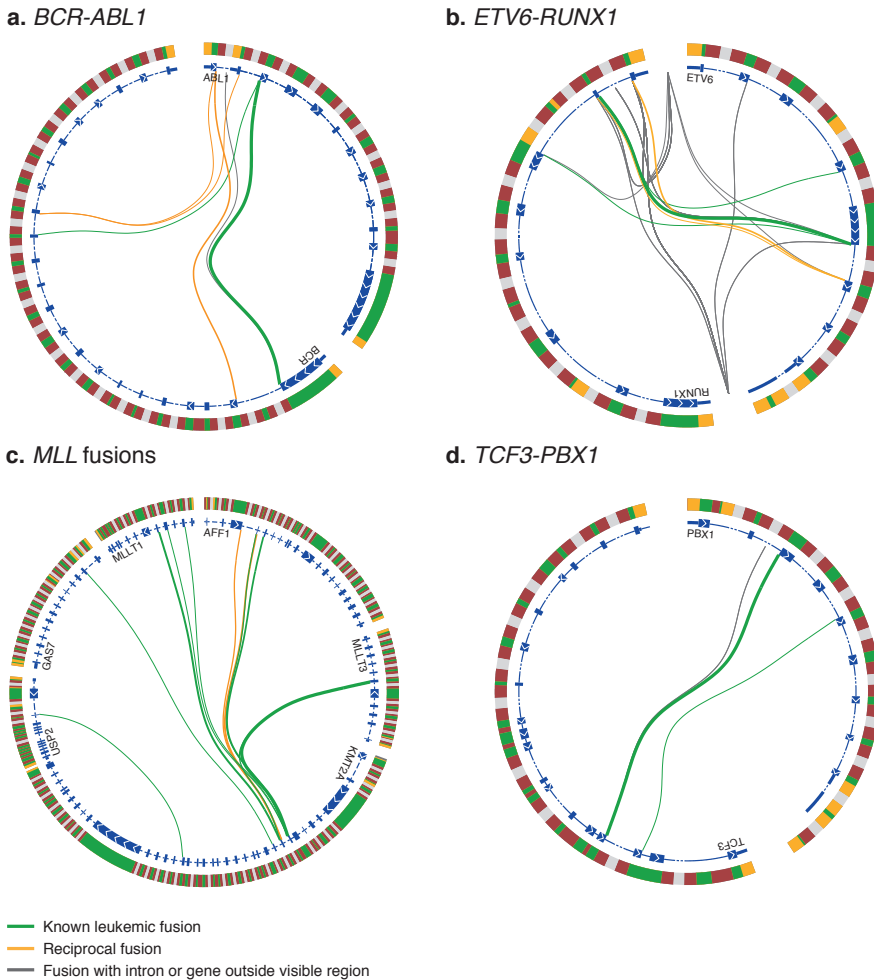 a. BCR-ABL1
ABL1
BCR
b. ETV6-RUNX1
ETV6
RUNX1
c. MLL fusions
AFF1
MLLT3
KMT2A
USP2
GAS7
MLLT1
d. TCF3-PBX1
PBX1
TCF3
Known leukemic fusion
Reciprocal fusion
Fusion with intron or gene outside visible region